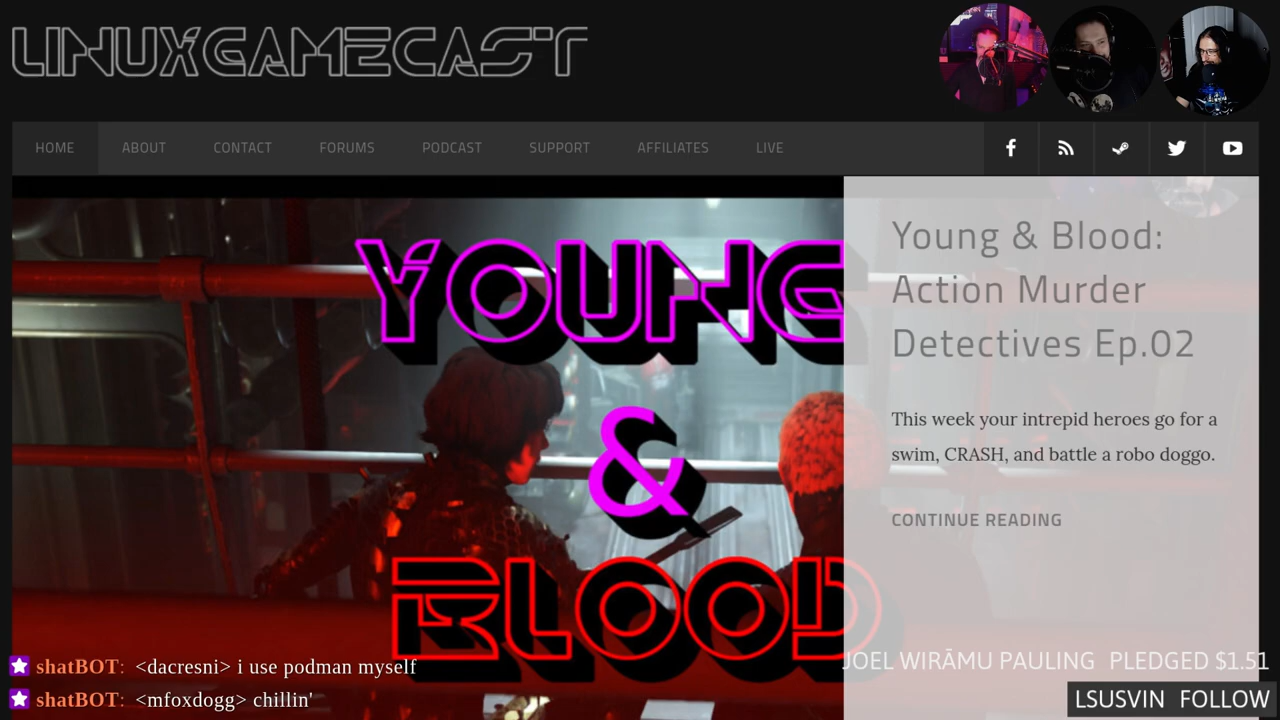 LINUXGAMECAST
HOME ABOUT CONTACT FORUMS PODCAST SUPPORT AFFILIATES LIVE
YOUNG
&
BLOOD
Young & Blood:
Action Murder
Detectives Ep.02
This week your intrepid heroes go for a
swim, CRASH, and battle a robo doggo.
CONTINUE READING
shatBOT: <dacresni> i use podman myself
shatBOT: <mfoxdogg> chillin'
JOEL WIRĀMU PAULING PLEDGED $1.51
LSUSVIN FOLLOW